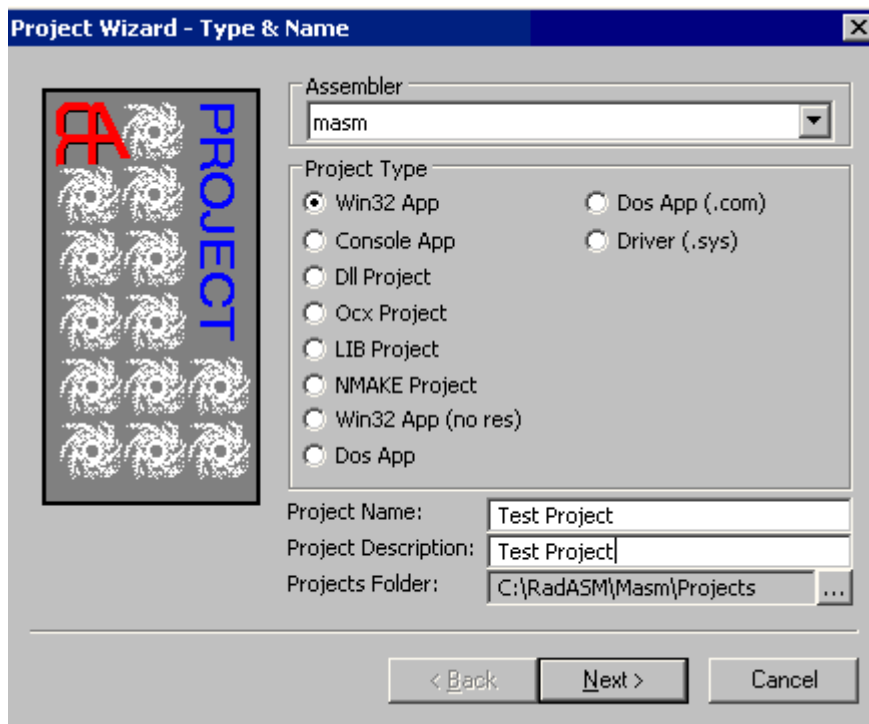 Project Wizard - Type & Name
RA
PROJECT
Assembler
masm
Project Type
Win32 App
Dos App (.com)
Console App
Driver (.sys)
Dll Project
Ocx Project
LIB Project
NMAKE Project
Win32 App (no res)
Dos App
Project Name:
Test Project
Project Description:
Test Project
Projects Folder:
C:\RadASM\Masm\Projects
...
< Back
Next >
Cancel